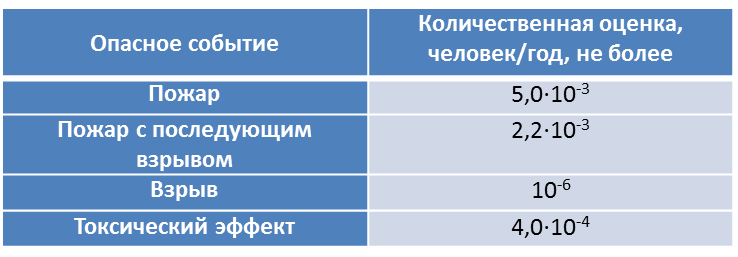 Опасное событие
Количественная оценка,
человек/год, не более
Пожар
5,0·10⁻³
Пожар с последующим
взрывом
2,2·10⁻³
Взрыв
10⁻⁶
Токсический эффект
4,0·10⁻⁴